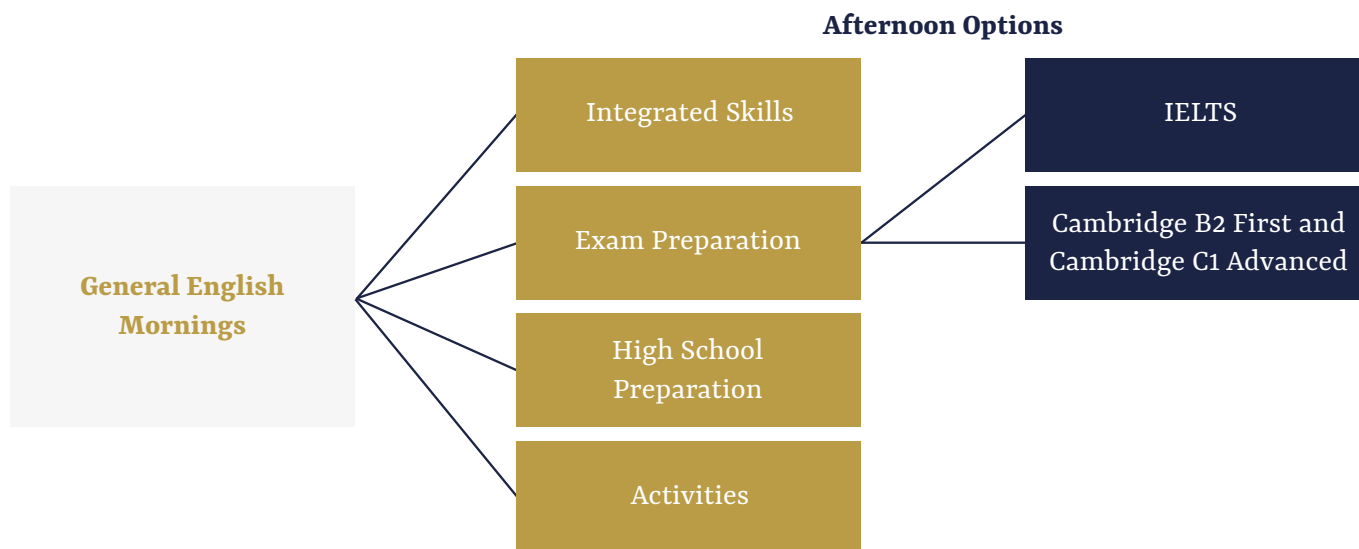 Afternoon Options
Integrated Skills
IELTS
Exam Preparation
Cambridge B2 First and
Cambridge C1 Advanced
General English
Mornings
High School
Preparation
Activities